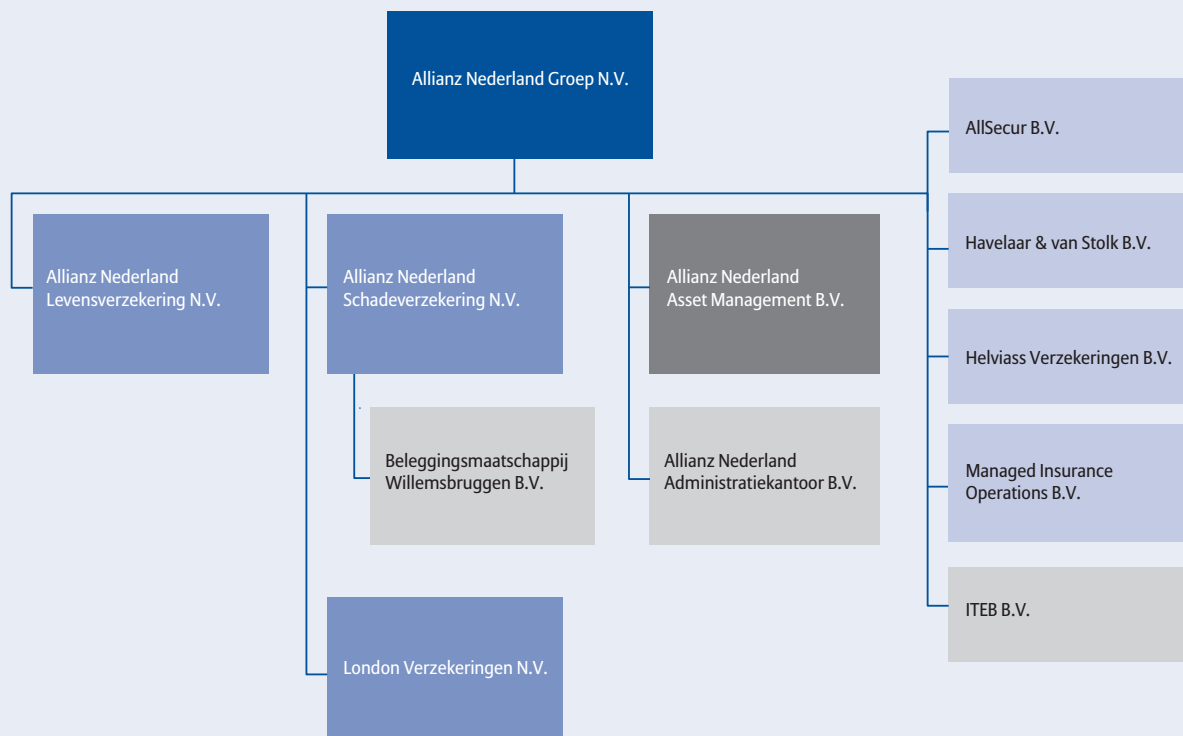 Allianz Nederland Groep N.V.
AllSecur B.V.
Havelaar & van Stolk B.V.
Allianz Nederland
Levensverzekering N.V.
Allianz Nederland
Schadeverzekering N.V.
Allianz Nederland
Asset Management B.V.
Helviass Verzekeringen B.V.
Beleggingsmaatschappij
Willemsbruggen B.V.
Allianz Nederland
Administratiekantoor B.V.
Managed Insurance
Operations B.V.
ITEB B.V.
London Verzekeringen N.V.